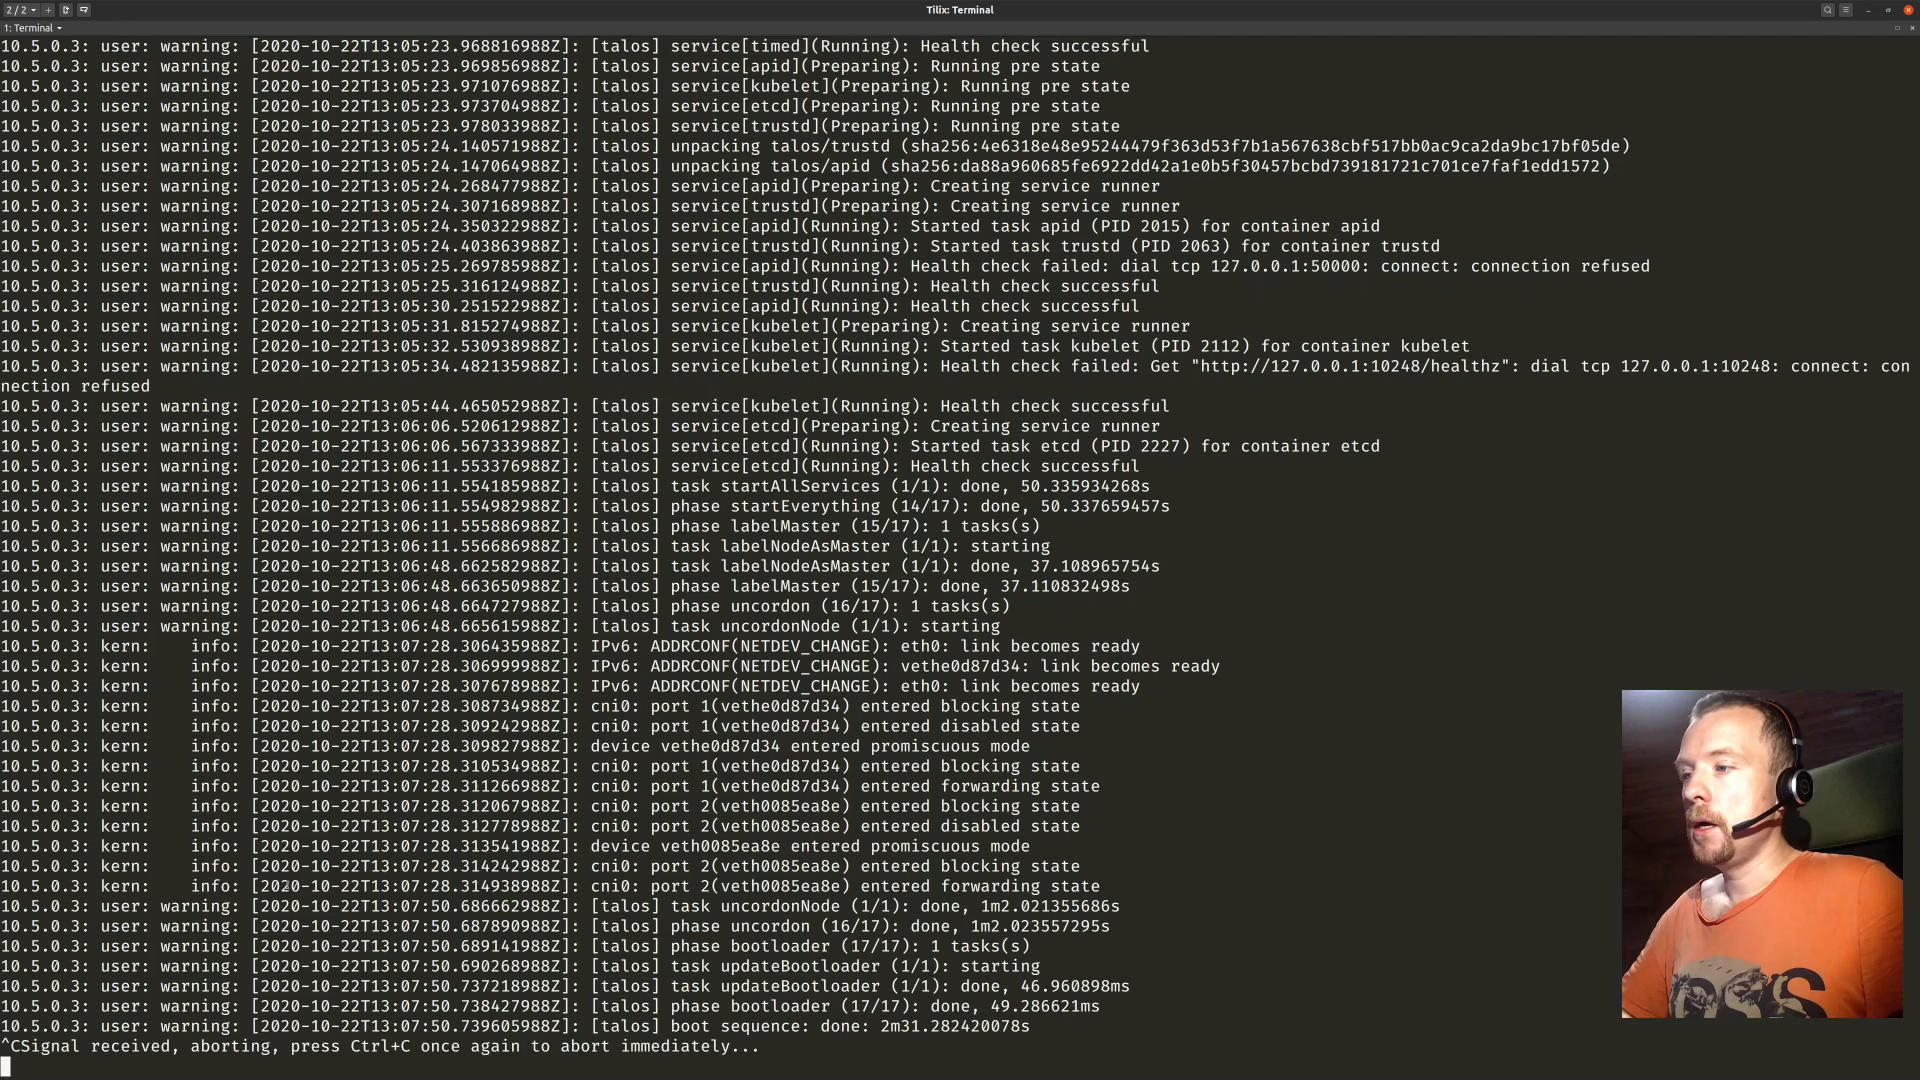 2 / 2
Tilix: Terminal
1: Terminal
10.5.0.3: user: warning: [2020-10-22T13:05:23.968816988Z]: [talos] service[timed](Running): Health check successful
10.5.0.3: user: warning: [2020-10-22T13:05:23.969856988Z]: [talos] service[apid](Preparing): Running pre state
10.5.0.3: user: warning: [2020-10-22T13:05:23.971076988Z]: [talos] service[kubelet](Preparing): Running pre state
10.5.0.3: user: warning: [2020-10-22T13:05:23.973704988Z]: [talos] service[etcd](Preparing): Running pre state
10.5.0.3: user: warning: [2020-10-22T13:05:23.978033988Z]: [talos] service[trustd](Preparing): Running pre state
10.5.0.3: user: warning: [2020-10-22T13:05:24.140571988Z]: [talos] unpacking talos/trustd (sha256:4e6318e48e95244479f363d53f7b1a567638cbf517bb0ac9ca2da9bc17bf05de)
10.5.0.3: user: warning: [2020-10-22T13:05:24.147064988Z]: [talos] unpacking talos/apid (sha256:da88a960685fe6922dd42a1e0b5f30457bcbd739181721c701ce7faf1edd1572)
10.5.0.3: user: warning: [2020-10-22T13:05:24.268477988Z]: [talos] service[apid](Preparing): Creating service runner
10.5.0.3: user: warning: [2020-10-22T13:05:24.307168988Z]: [talos] service[trustd](Preparing): Creating service runner
10.5.0.3: user: warning: [2020-10-22T13:05:24.350322988Z]: [talos] service[apid](Running): Started task apid (PID 2015) for container apid
10.5.0.3: user: warning: [2020-10-22T13:05:24.403863988Z]: [talos] service[trustd](Running): Started task trustd (PID 2063) for container trustd
10.5.0.3: user: warning: [2020-10-22T13:05:25.269785988Z]: [talos] service[apid](Running): Health check failed: dial tcp 127.0.0.1:50000: connect: connection refused
10.5.0.3: user: warning: [2020-10-22T13:05:25.316124988Z]: [talos] service[trustd](Running): Health check successful
10.5.0.3: user: warning: [2020-10-22T13:05:30.251522988Z]: [talos] service[apid](Running): Health check successful
10.5.0.3: user: warning: [2020-10-22T13:05:31.815274988Z]: [talos] service[kubelet](Preparing): Creating service runner
10.5.0.3: user: warning: [2020-10-22T13:05:32.530938988Z]: [talos] service[kubelet](Running): Started task kubelet (PID 2112) for container kubelet
10.5.0.3: user: warning: [2020-10-22T13:05:34.482135988Z]: [talos] service[kubelet](Running): Health check failed: Get "http://127.0.0.1:10248/healthz": dial tcp 127.0.0.1:10248: connect: con
nection refused
10.5.0.3: user: warning: [2020-10-22T13:05:44.465052988Z]: [talos] service[kubelet](Running): Health check successful
10.5.0.3: user: warning: [2020-10-22T13:06:06.520612988Z]: [talos] service[etcd](Preparing): Creating service runner
10.5.0.3: user: warning: [2020-10-22T13:06:06.567333988Z]: [talos] service[etcd](Running): Started task etcd (PID 2227) for container etcd
10.5.0.3: user: warning: [2020-10-22T13:06:11.553376988Z]: [talos] service[etcd](Running): Health check successful
10.5.0.3: user: warning: [2020-10-22T13:06:11.554185988Z]: [talos] task startAllServices (1/1): done, 50.335934268s
10.5.0.3: user: warning: [2020-10-22T13:06:11.554982988Z]: [talos] phase startEverything (14/17): done, 50.337659457s
10.5.0.3: user: warning: [2020-10-22T13:06:11.555886988Z]: [talos] phase labelMaster (15/17): 1 tasks(s)
10.5.0.3: user: warning: [2020-10-22T13:06:11.556686988Z]: [talos] task labelNodeAsMaster (1/1): starting
10.5.0.3: user: warning: [2020-10-22T13:06:48.662582988Z]: [talos] task labelNodeAsMaster (1/1): done, 37.108965754s
10.5.0.3: user: warning: [2020-10-22T13:06:48.663650988Z]: [talos] phase labelMaster (15/17): done, 37.110832498s
10.5.0.3: user: warning: [2020-10-22T13:06:48.664727988Z]: [talos] phase uncordon (16/17): 1 tasks(s)
10.5.0.3: user: warning: [2020-10-22T13:06:48.665615988Z]: [talos] task uncordonNode (1/1): starting
10.5.0.3: kern:    info: [2020-10-22T13:07:28.306435988Z]: IPv6: ADDRCONF(NETDEV_CHANGE): eth0: link becomes ready
10.5.0.3: kern:    info: [2020-10-22T13:07:28.306999988Z]: IPv6: ADDRCONF(NETDEV_CHANGE): vethe0d87d34: link becomes ready
10.5.0.3: kern:    info: [2020-10-22T13:07:28.307678988Z]: IPv6: ADDRCONF(NETDEV_CHANGE): eth0: link becomes ready
10.5.0.3: kern:    info: [2020-10-22T13:07:28.308734988Z]: cni0: port 1(vethe0d87d34) entered blocking state
10.5.0.3: kern:    info: [2020-10-22T13:07:28.309242988Z]: cni0: port 1(vethe0d87d34) entered disabled state
10.5.0.3: kern:    info: [2020-10-22T13:07:28.309827988Z]: device vethe0d87d34 entered promiscuous mode
10.5.0.3: kern:    info: [2020-10-22T13:07:28.310534988Z]: cni0: port 1(vethe0d87d34) entered blocking state
10.5.0.3: kern:    info: [2020-10-22T13:07:28.311266988Z]: cni0: port 1(vethe0d87d34) entered forwarding state
10.5.0.3: kern:    info: [2020-10-22T13:07:28.312067988Z]: cni0: port 2(veth0085ea8e) entered blocking state
10.5.0.3: kern:    info: [2020-10-22T13:07:28.312778988Z]: cni0: port 2(veth0085ea8e) entered disabled state
10.5.0.3: kern:    info: [2020-10-22T13:07:28.313541988Z]: device veth0085ea8e entered promiscuous mode
10.5.0.3: kern:    info: [2020-10-22T13:07:28.314242988Z]: cni0: port 2(veth0085ea8e) entered blocking state
10.5.0.3: kern:    info: [2020-10-22T13:07:28.314938988Z]: cni0: port 2(veth0085ea8e) entered forwarding state
10.5.0.3: user: warning: [2020-10-22T13:07:50.686662988Z]: [talos] task uncordonNode (1/1): done, 1m2.021355686s
10.5.0.3: user: warning: [2020-10-22T13:07:50.687890988Z]: [talos] phase uncordon (16/17): done, 1m2.023557295s
10.5.0.3: user: warning: [2020-10-22T13:07:50.689141988Z]: [talos] phase bootloader (17/17): 1 tasks(s)
10.5.0.3: user: warning: [2020-10-22T13:07:50.690268988Z]: [talos] task updateBootloader (1/1): starting
10.5.0.3: user: warning: [2020-10-22T13:07:50.737218988Z]: [talos] task updateBootloader (1/1): done, 46.960898ms
10.5.0.3: user: warning: [2020-10-22T13:07:50.738427988Z]: [talos] phase bootloader (17/17): done, 49.286621ms
10.5.0.3: user: warning: [2020-10-22T13:07:50.739605988Z]: [talos] boot sequence: done: 2m31.282420078s
^CSignal received, aborting, press Ctrl+C once again to abort immediately...